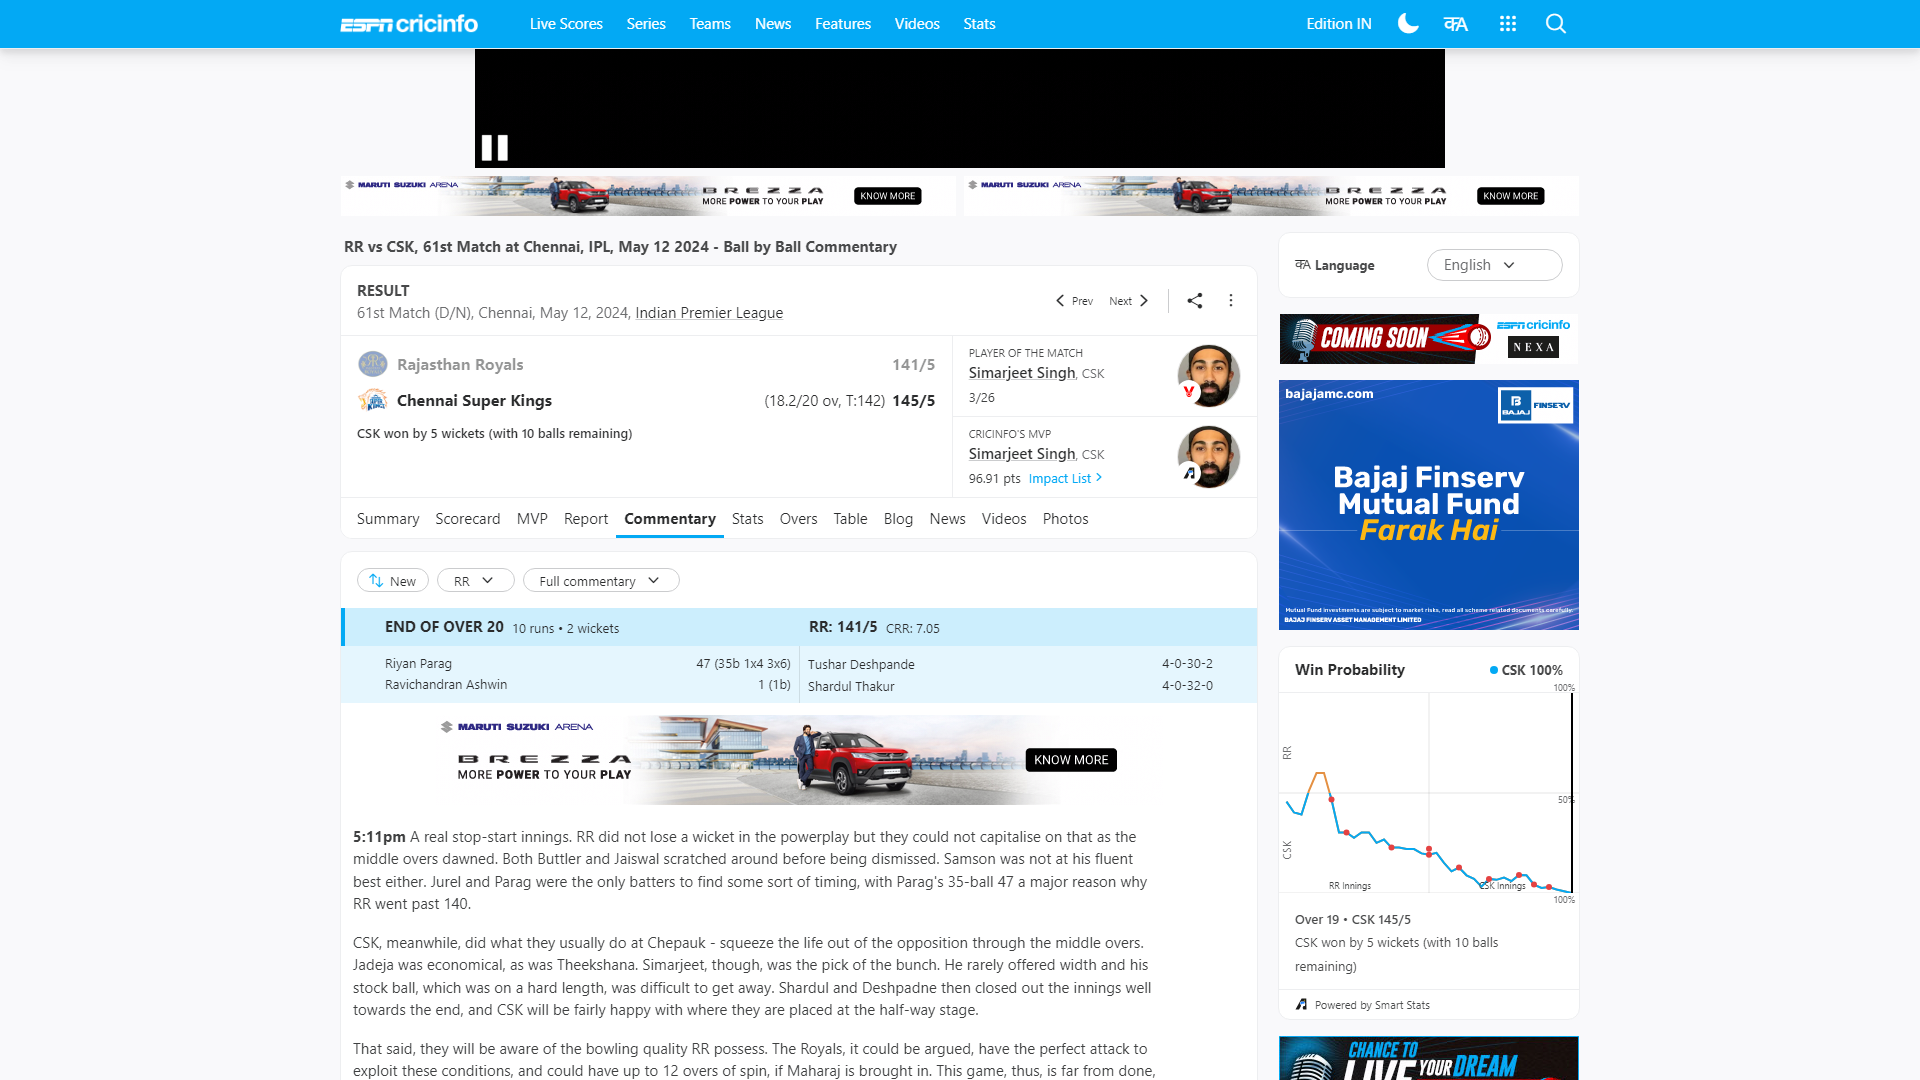 ESPN cricinfo
Live Scores Series Teams News Features Videos Stats
Edition IN
क्A
MARUTI SUZUKI ARENA
BREZZA
MORE POWER TO YOUR PLAY
KNOW MORE
MARUTI SUZUKI ARENA
BREZZA
MORE POWER TO YOUR PLAY
KNOW MORE
RR vs CSK, 61st Match at Chennai, IPL, May 12 2024 - Ball by Ball Commentary
RESULT
61st Match (D/N), Chennai, May 12, 2024, Indian Premier League
Prev Next
Rajasthan Royals 141/5
Chennai Super Kings (18.2/20 ov, T:142) 145/5
CSK won by 5 wickets (with 10 balls remaining)
PLAYER OF THE MATCH
Simarjeet Singh, CSK
3/26
CRICINFO'S MVP
Simarjeet Singh, CSK
96.91 pts Impact List
Summary Scorecard MVP Report Commentary Stats Overs Table Blog News Videos Photos
New RR Full commentary
END OF OVER 20 10 runs • 2 wickets RR: 141/5 CRR: 7.05
Riyan Parag 47 (35b 1x4 3x6) Tushar Deshpande 4-0-30-2
Ravichandran Ashwin 1 (1b) Shardul Thakur 4-0-32-0
MARUTI SUZUKI ARENA
BREZZA
MORE POWER TO YOUR PLAY
KNOW MORE
5:11pm A real stop-start innings. RR did not lose a wicket in the powerplay but they could not capitalise on that as the
middle overs dawned. Both Buttler and Jaiswal scratched around before being dismissed. Samson was not at his fluent
best either. Jurel and Parag were the only batters to find some sort of timing, with Parag's 35-ball 47 a major reason why
RR went past 140.
CSK, meanwhile, did what they usually do at Chepauk - squeeze the life out of the opposition through the middle overs.
Jadeja was economical, as was Theekshana. Simarjeet, though, was the pick of the bunch. He rarely offered width and his
stock ball, which was on a hard length, was difficult to get away. Shardul and Deshpadne then closed out the innings well
towards the end, and CSK will be fairly happy with where they are placed at the half-way stage.
That said, they will be aware of the bowling quality RR possess. The Royals, it could be argued, have the perfect attack to
exploit these conditions, and could have up to 12 overs of spin, if Maharaj is brought in. This game, thus, is far from done,
क्A Language English
COMING SOON
ESPN cricinfo
NEXA
bajajmc.com
B BAJAJ FINSERV
Bajaj Finserv
Mutual Fund
Farak Hai
Mutual Fund investments are subject to market risks, read all scheme related documents carefully.
BAJAJ FINSERV ASSET MANAGEMENT LIMITED
Win Probability CSK 100%
100%
RR
50%
CSK
RR Innings CSK Innings
100%
Over 19 • CSK 145/5
CSK won by 5 wickets (with 10 balls
remaining)
Powered by Smart Stats
CHANCE TO
LIVE YOUR DREAM